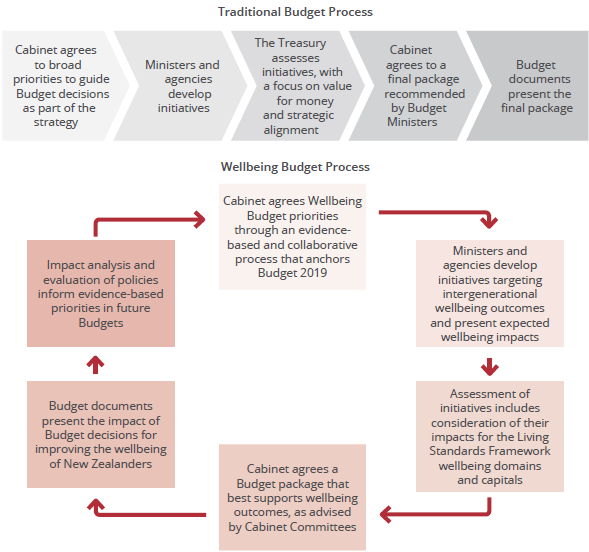 Traditional Budget Process
Cabinet agrees
to broad
priorities to guide
Budget decisions
as part of the
strategy
Ministers and
agencies
develop
initiatives
The Treasury
assesses
initiatives, with
a focus on value
for money
and strategic
alignment
Cabinet
agrees to a
final package
recommended
by Budget
Ministers
Budget
documents
present the
final package
Wellbeing Budget Process
Cabinet agrees Wellbeing
Budget priorities
through an evidence-
based and collaborative
process that anchors
Budget 2019
Ministers and
agencies develop
initiatives targeting
intergenerational
wellbeing outcomes
and present expected
wellbeing impacts
Assessment of
initiatives includes
consideration of their
impacts for the Living
Standards Framework
wellbeing domains
and capitals
Cabinet agrees a
Budget package that
best supports wellbeing
outcomes, as advised
by Cabinet Committees
Budget documents
present the impact of
Budget decisions for
improving the wellbeing
of New Zealanders
Impact analysis and
evaluation of policies
inform evidence-based
priorities in future
Budgets